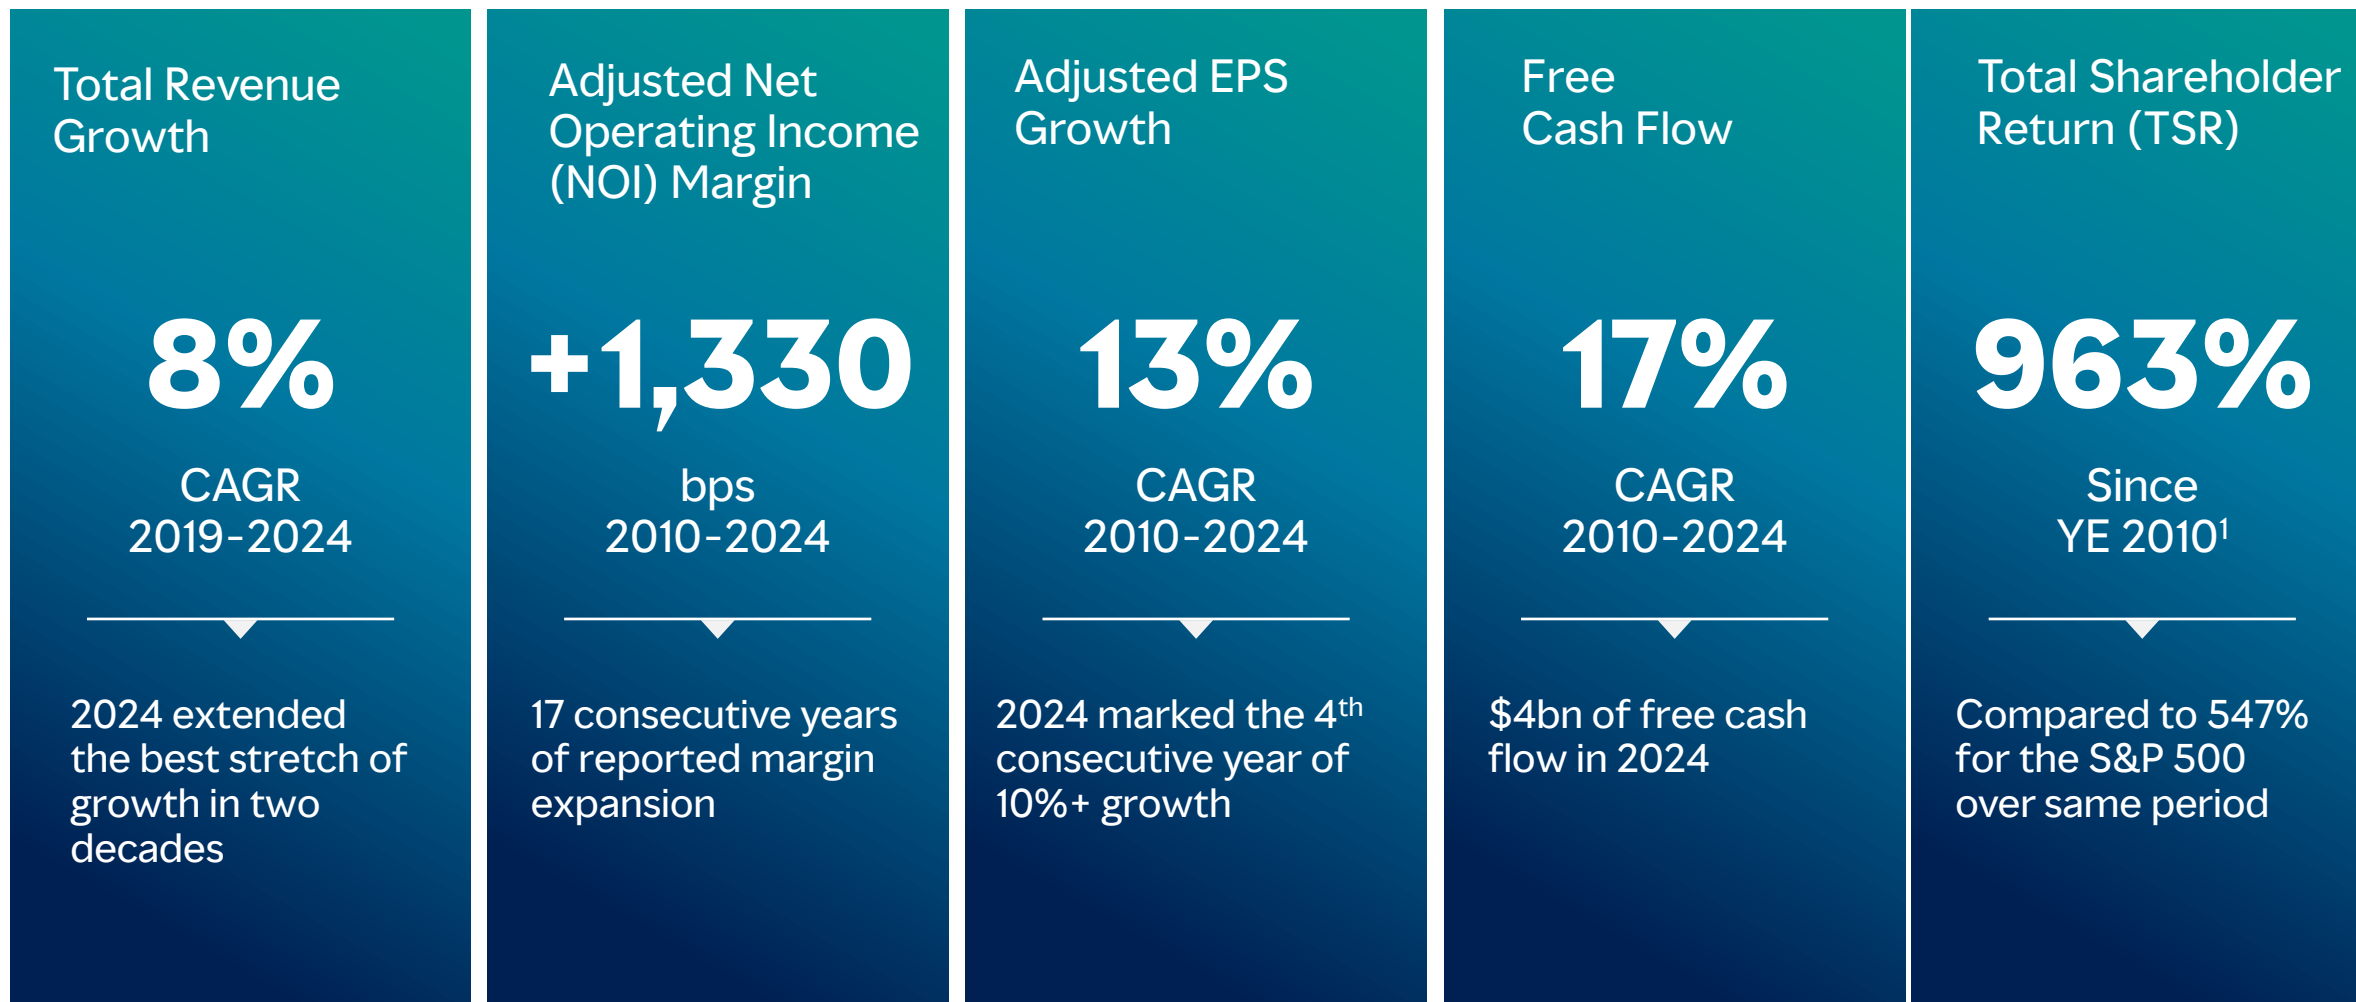 Total Revenue
Growth
8%
CAGR
2019-2024
2024 extended
the best stretch of
growth in two
decades
Adjusted Net
Operating Income
(NOI) Margin
+1,330
bps
2010-2024
17 consecutive years
of reported margin
expansion
Adjusted EPS
Growth
13%
CAGR
2010-2024
2024 marked the 4th
consecutive year of
10%+ growth
Free
Cash Flow
17%
CAGR
2010-2024
$4bn of free cash
flow in 2024
Total Shareholder
Return (TSR)
963%
Since
YE 2010¹
Compared to 547%
for the S&P 500
over same period